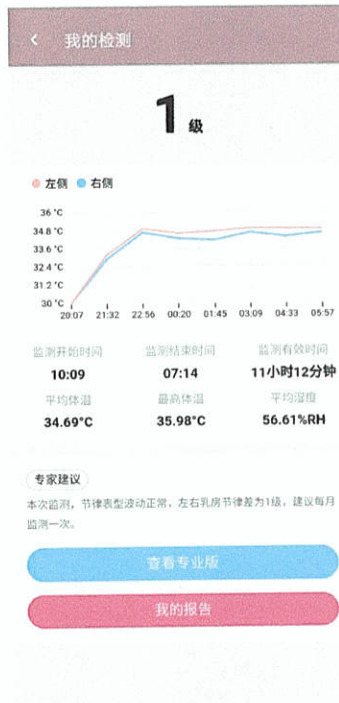 我的检测
1 级
左侧 右侧
36 °C
34.8 °C
33.6 °C
32.4 °C
31.2 °C
30 °C
20:07 21:32 22:56 00:20 01:45 03:09 04:33 05:57
监测开始时间 监测结束时间 监测有效时间
10:09 07:14 11小时12分钟
平均体温 最高体温 平均湿度
34.69°C 35.98°C 56.61%RH
专家建议
本次监测，节律表型波动正常，左右乳房节律差为1级，建议每月
监测一次。
查看专业版
我的报告